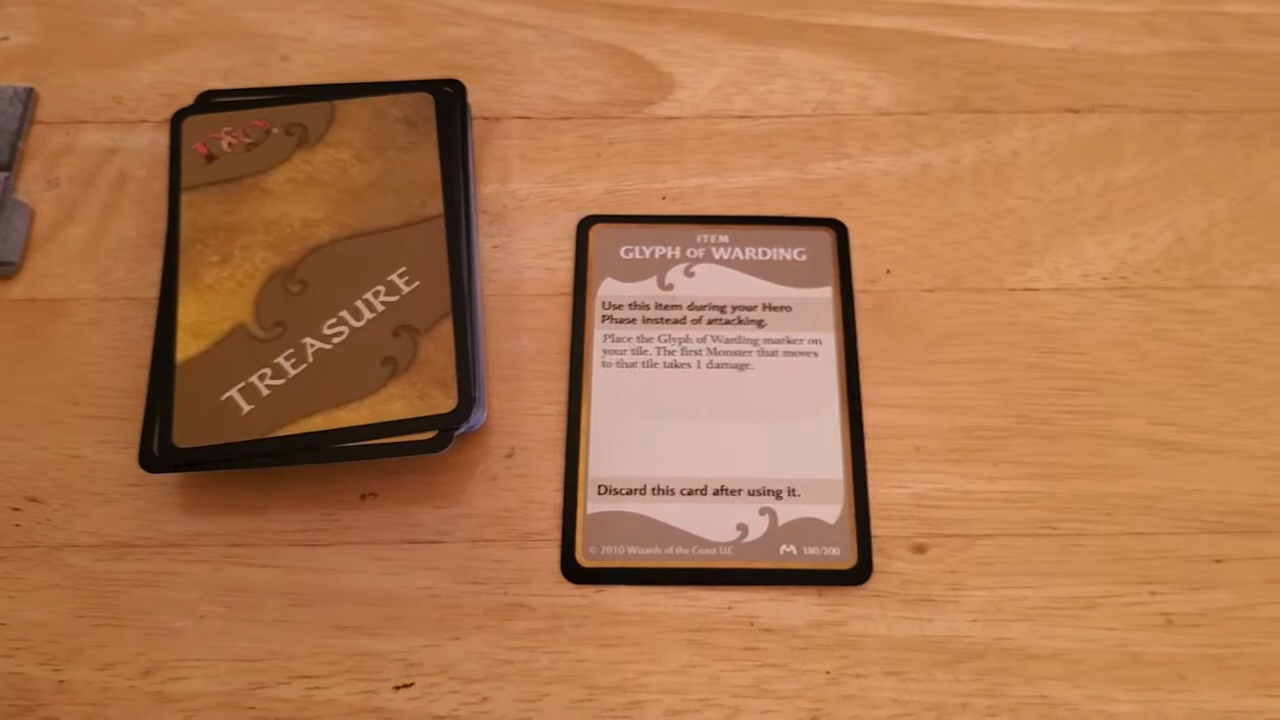 D&D
TREASURE
ITEM
GLYPH OF WARDING
Use this item during your Hero
Phase instead of attacking.
Place the Glyph of Warding marker on
your tile. The first Monster that moves
to that tile takes 1 damage.
Discard this card after using it.
© 2010 Wizards of the Coast LLC
180/200